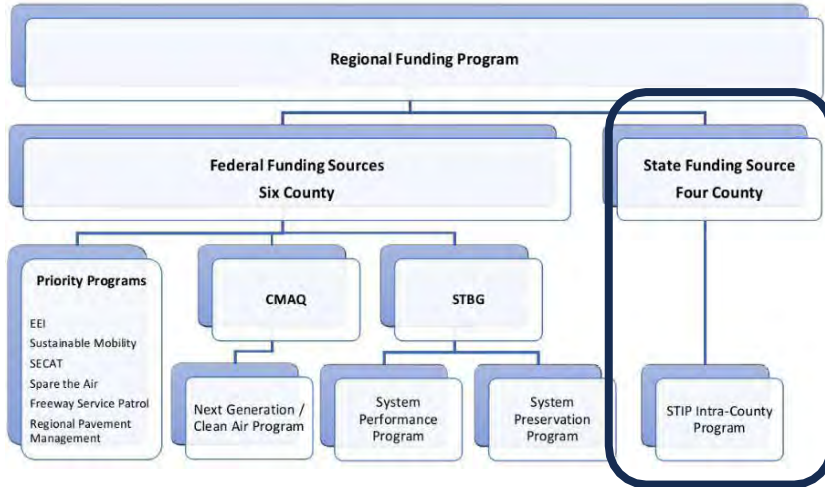 Regional Funding Program
Federal Funding Sources
Six County
State Funding Source
Four County
Priority Programs
EEI
Sustainable Mobility
SECAT
Spare the Air
Freeway Service Patrol
Regional Pavement
Management
CMAQ
STBG
Next Generation /
Clean Air Program
System
Performance
Program
System
Preservation
Program
STIP Intra-County
Program